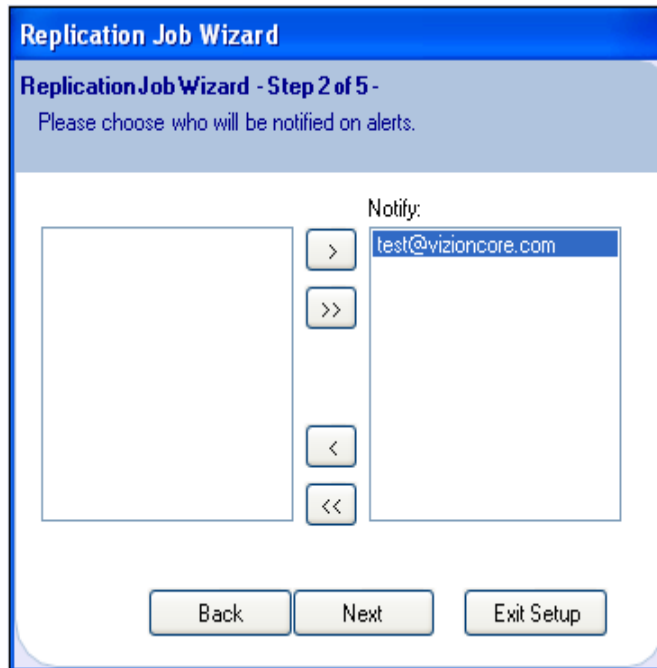 Replication Job Wizard
Replication Job Wizard - Step 2 of 5 -
Please choose who will be notified on alerts.
Notify:
test@vizioncore.com
>
>>
<
<<
Back Next Exit Setup